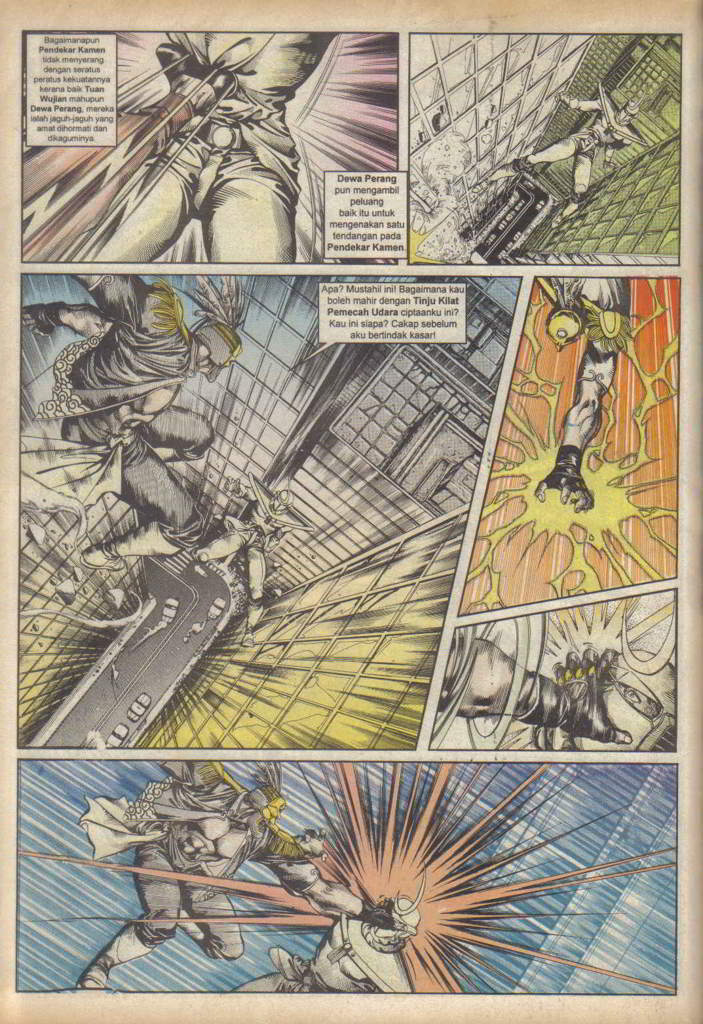 Bagaimanapun
Pendekar Kamen
tidak menyerang
dengan seratus
peratus kekuatannya
kerana baik Tuan
Wujian mahupun
Dewa Perang, mereka
ialah jaguh-jaguh yang
amat dihormati dan
dikaguminya.
Dewa Perang
pun mengambil
peluang
baik itu untuk
mengenakan satu
tendangan pada
Pendekar Kamen.
Apa? Mustahil ini! Bagaimana kau
boleh mahir dengan Tinju Kilat
Pemecah Udara ciptaanku ini?
Kau ini siapa? Cakap sebelum
aku bertindak kasar!